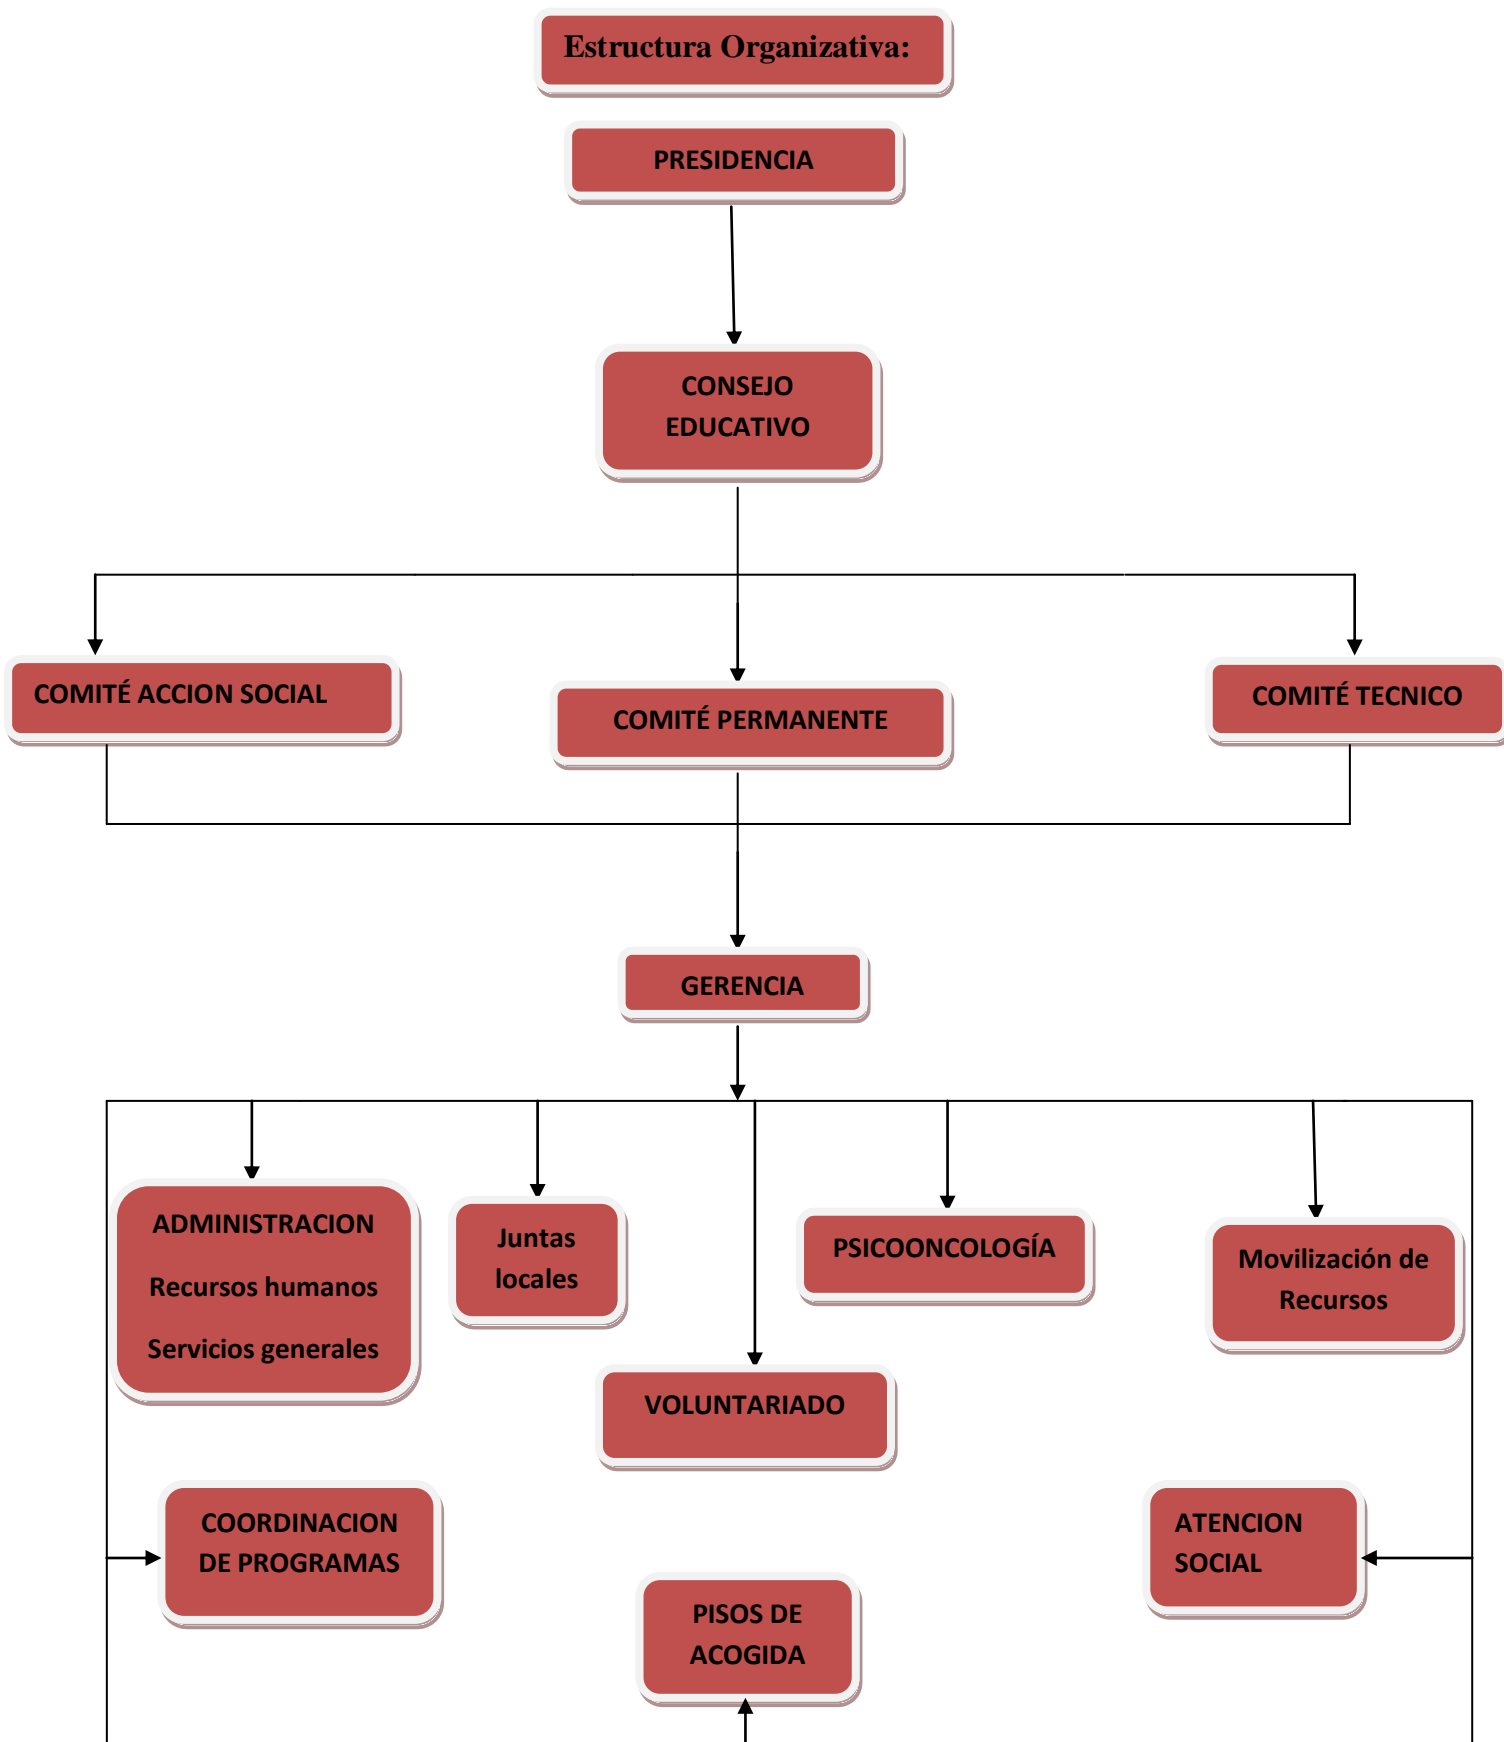 Estructura Organizativa:
PRESIDENCIA
CONSEJO
EDUCATIVO
COMITÉ ACCION SOCIAL
COMITÉ PERMANENTE
COMITÉ TECNICO
GERENCIA
ADMINISTRACION
Recursos humanos
Servicios generales
Juntas
locales
PSICOONCOLOGÍA
Movilización de
Recursos
VOLUNTARIADO
COORDINACION
DE PROGRAMAS
ATENCION
SOCIAL
PISOS DE
ACOGIDA